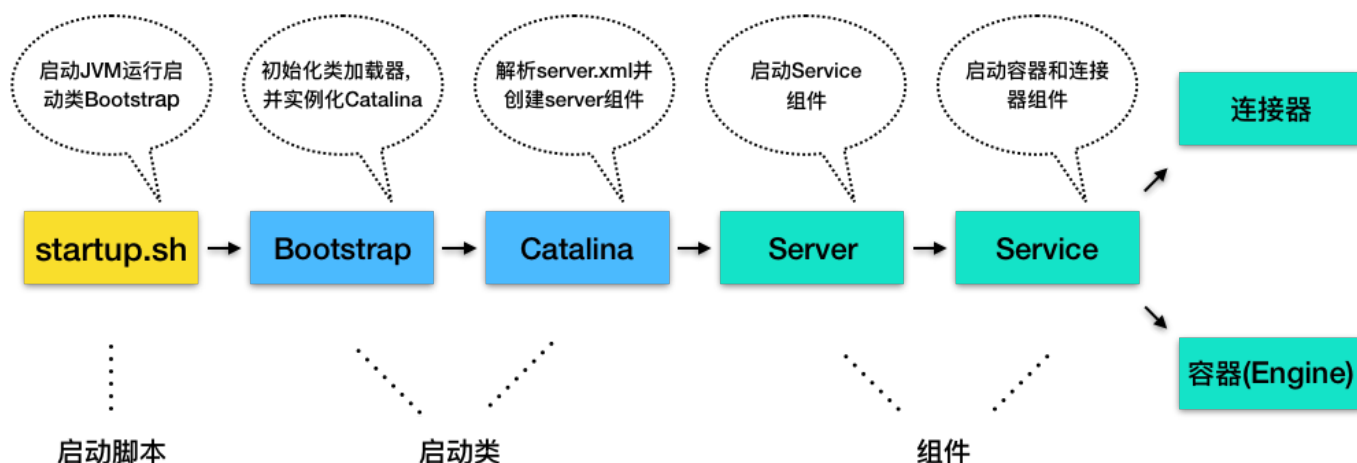 启动JVM运行启
动类Bootstrap
初始化类加载器，
并实例化Catalina
解析server.xml并
创建server组件
启动Service
组件
启动容器和连接
器组件
连接器
startup.sh
Bootstrap
Catalina
Server
Service
容器(Engine)
启动脚本
启动类
组件